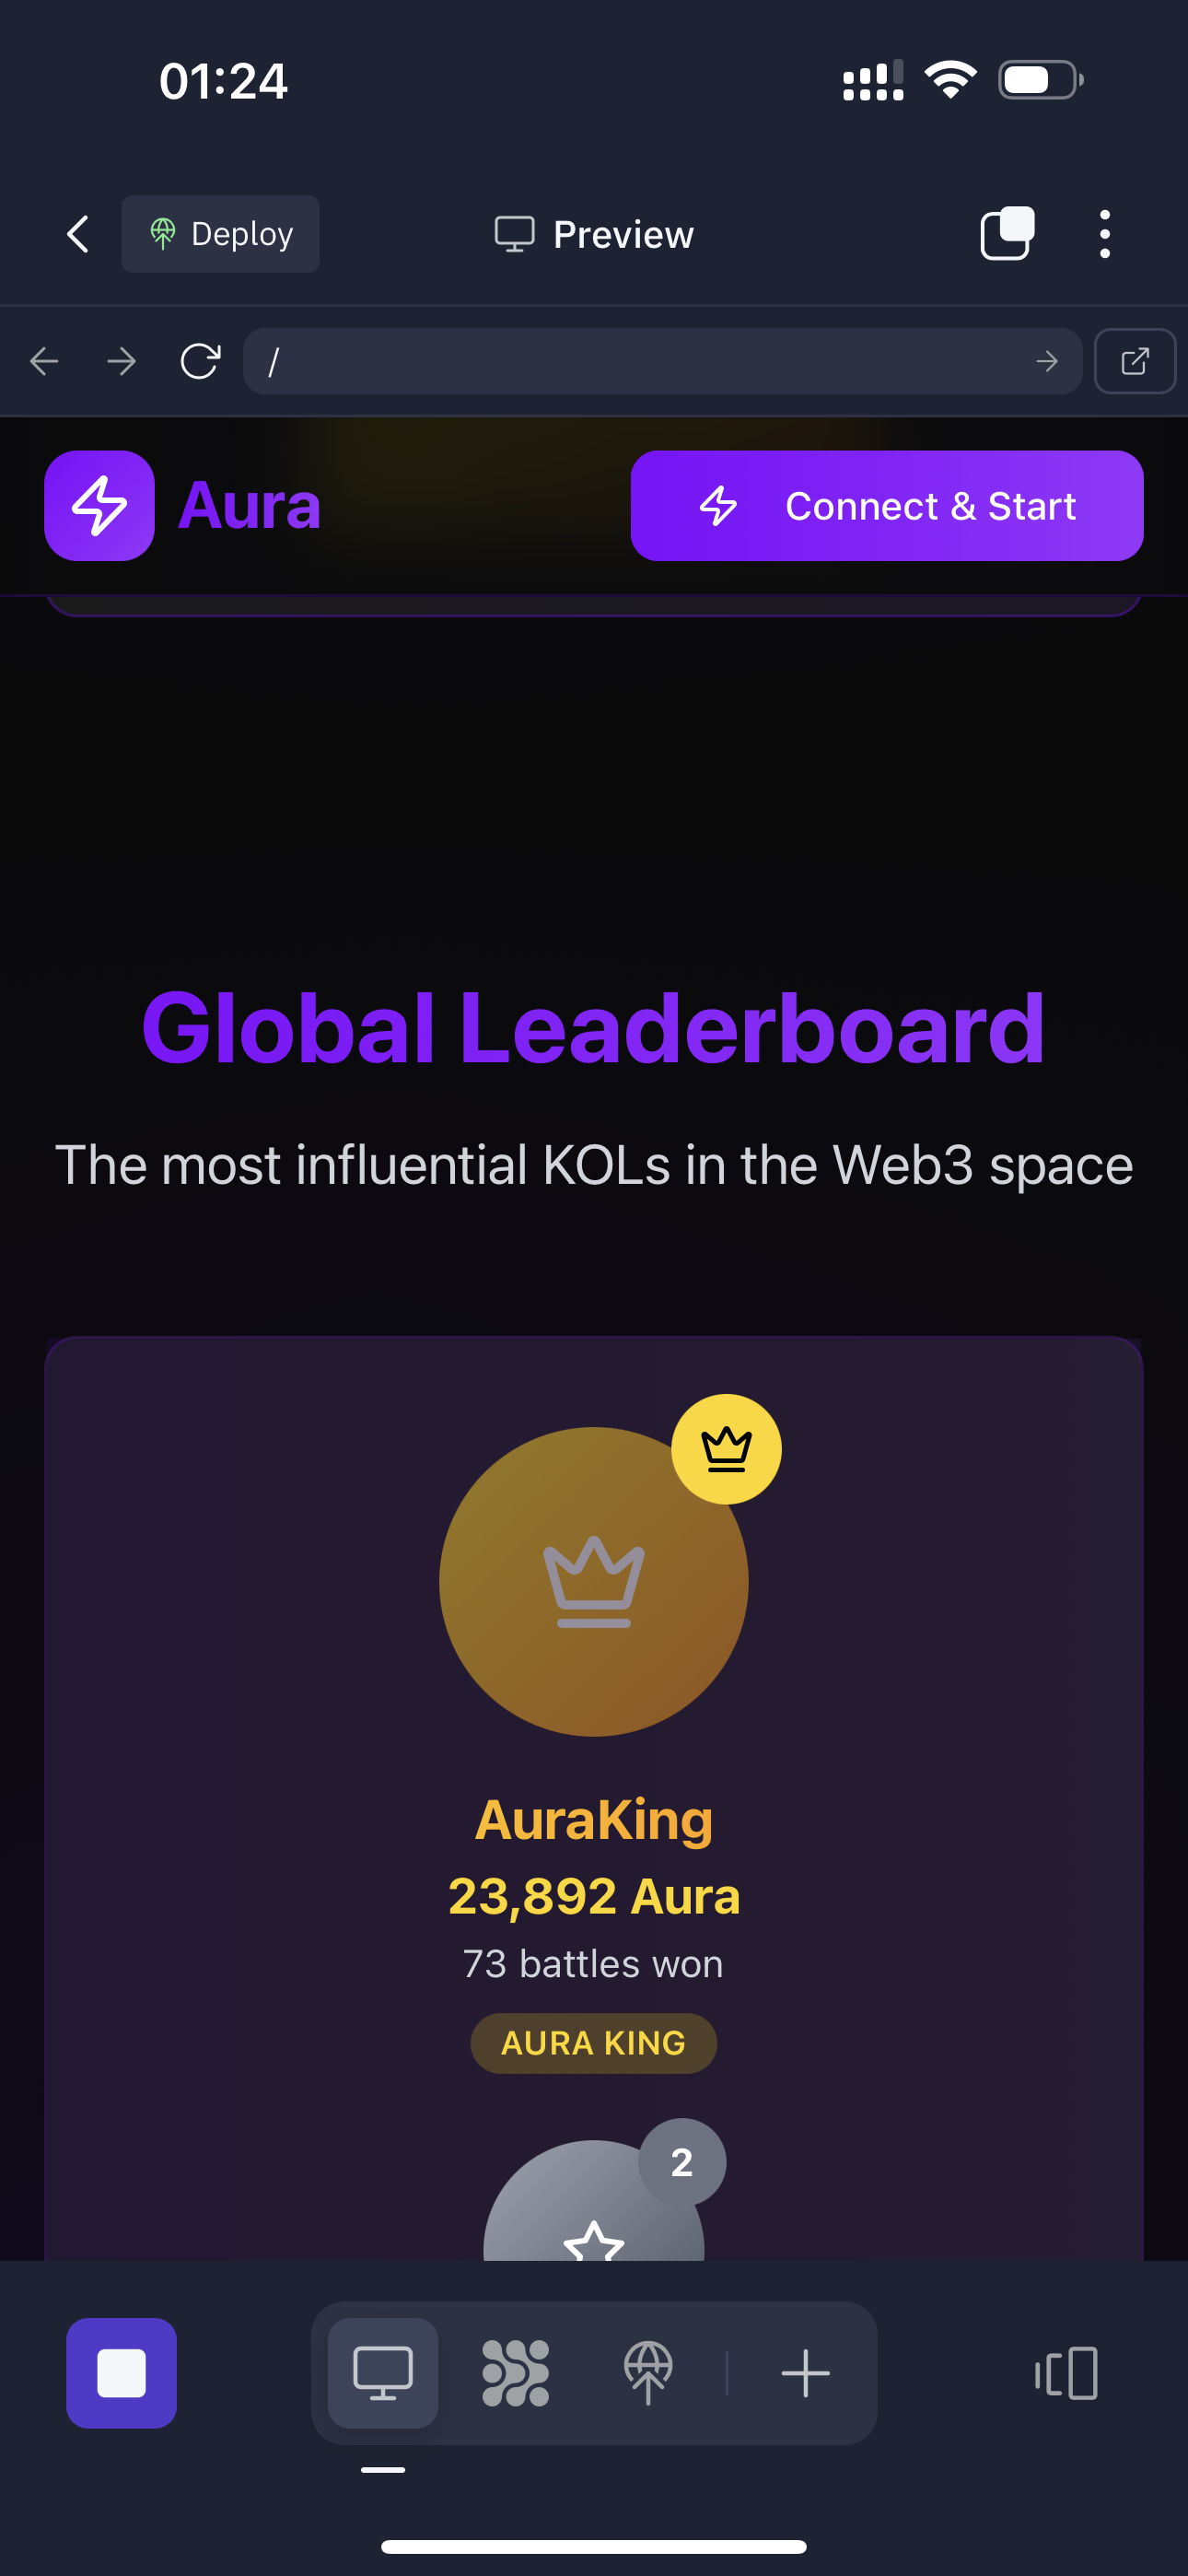 01:24
Deploy
Preview
/
Aura
Connect & Start
Global Leaderboard
The most influential KOLs in the Web3 space
AuraKing
23,892 Aura
73 battles won
AURA KING
2